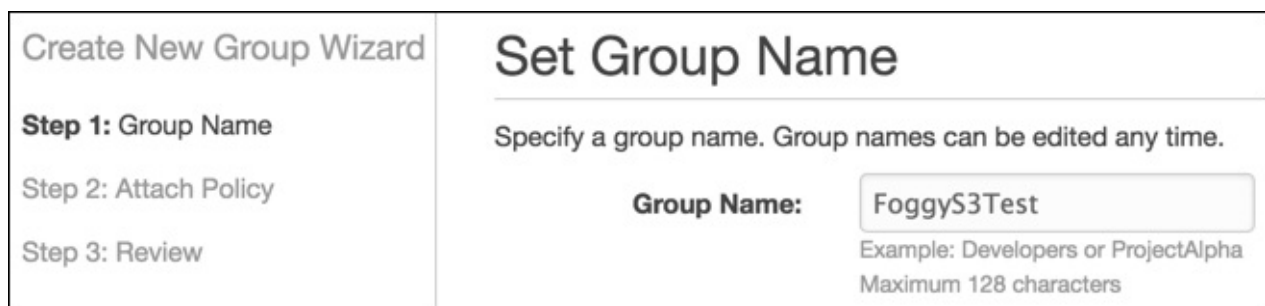 Create New Group Wizard
Step 1: Group Name
Step 2: Attach Policy
Step 3: Review
Set Group Name
Specify a group name. Group names can be edited any time.
Group Name: FoggyS3Test
Example: Developers or ProjectAlpha
Maximum 128 characters